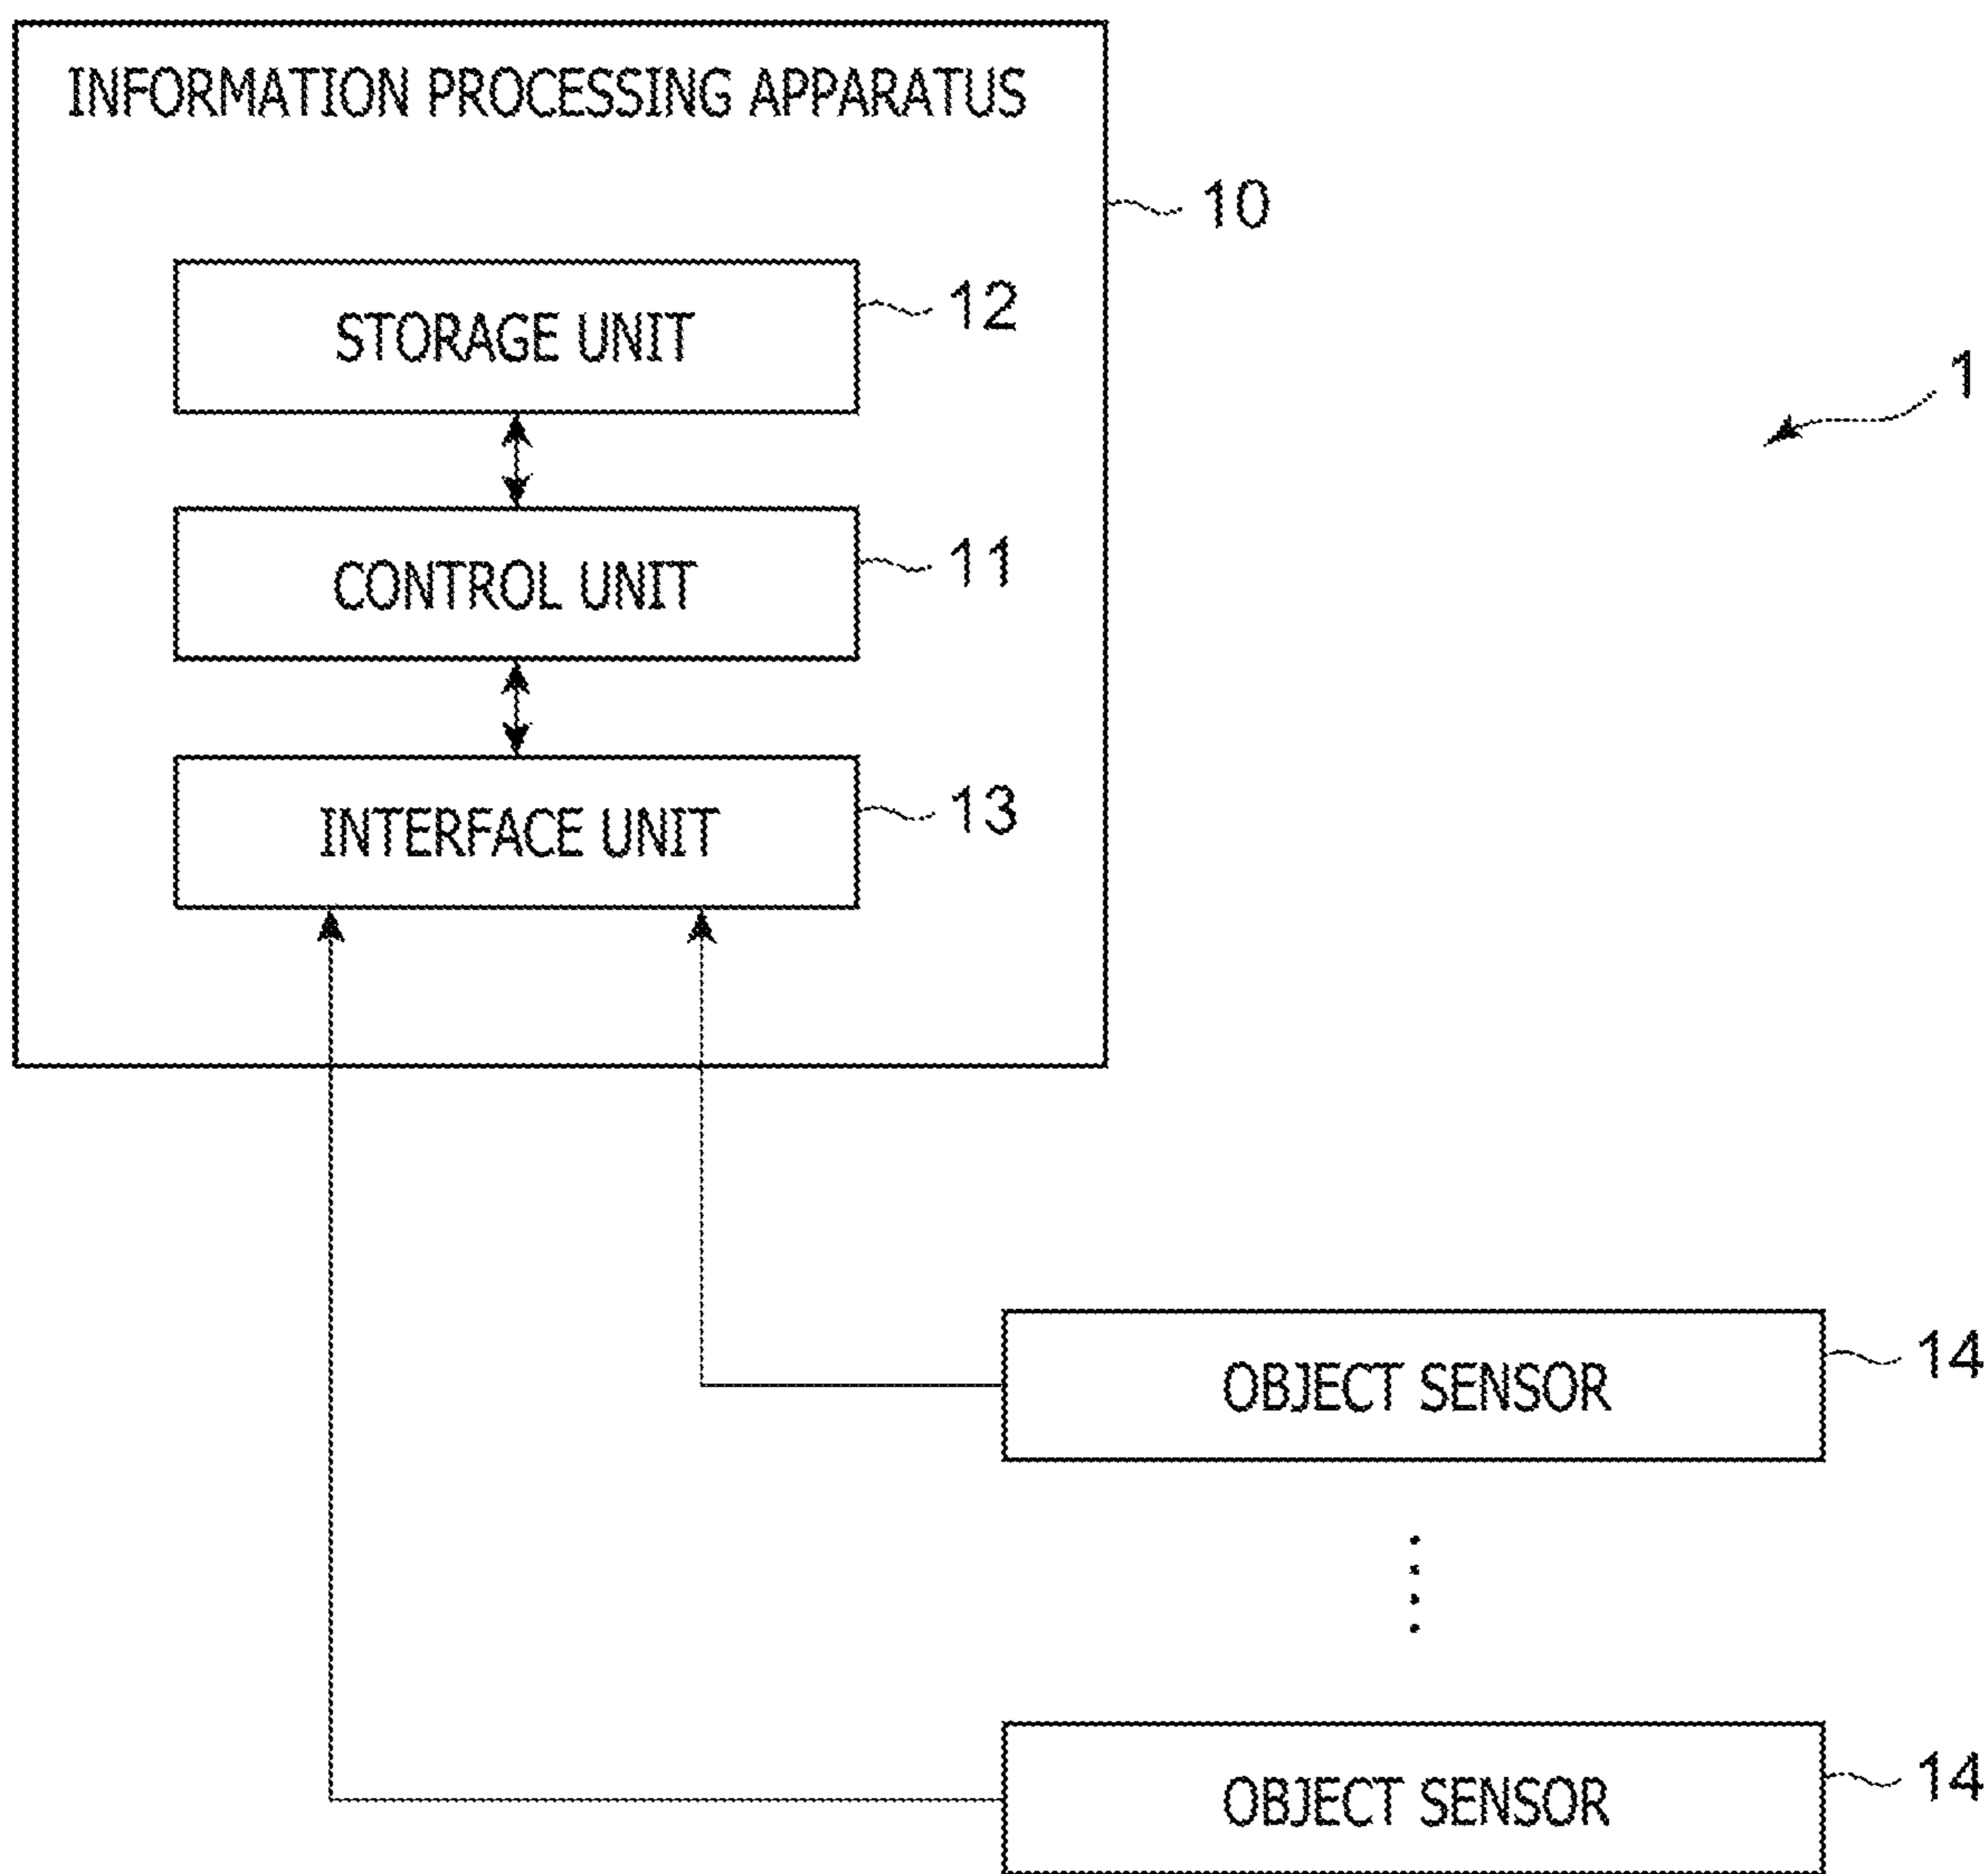 INFORMATION PROCESSING APPARATUS
10
STORAGE UNIT
12
1
CONTROL UNIT
11
INTERFACE UNIT
13
OBJECT SENSOR
14
OBJECT SENSOR
14